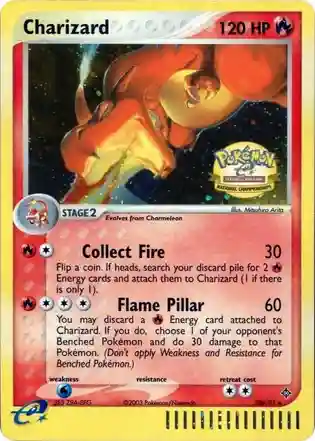 Charizard 120 HP
POKéMON
NATIONAL CHAMPIONSHIPS
Illus. Mitsuhiro Arita
STAGE 2
Evolves from Charmeleon
Collect Fire 30
Flip a coin. If heads, search your discard pile for 2
Energy cards and attach them to Charizard (1 if there
is only 1).
Flame Pillar 60
You may discard a Energy card attached to
Charizard. If you do, choose 1 of your opponent's
Benched Pokémon and do 30 damage to that
Pokémon. (Don't apply Weakness and Resistance for
Benched Pokémon.)
weakness resistance retreat cost
©2003 Pokémon/Nintendo
e